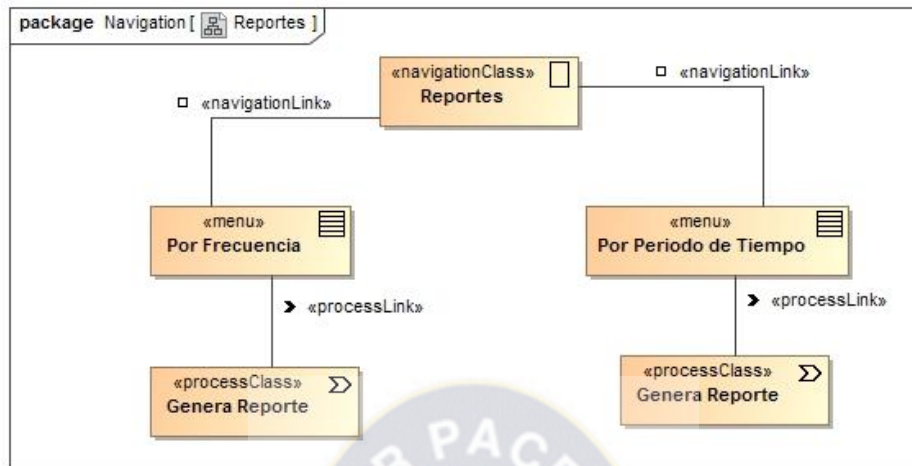 package Navigation [ Reportes ]
«navigationClass»
Reportes
«navigationLink»
«navigationLink»
«menu»
Por Frecuencia
«menu»
Por Periodo de Tiempo
«processLink»
«processLink»
«processClass»
Genera Reporte
«processClass»
Genera Reporte